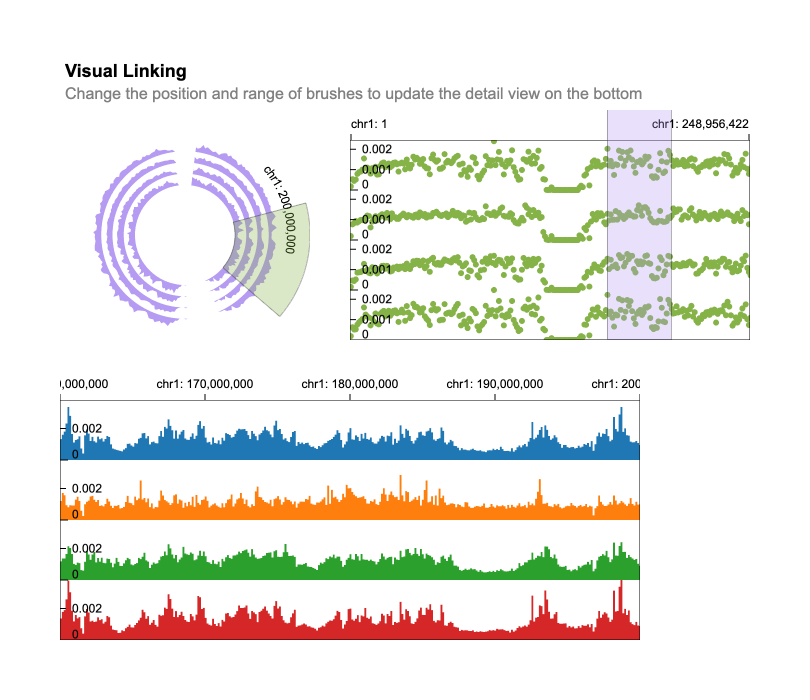 Visual Linking
Change the position and range of brushes to update the detail view on the bottom
chr1: 200,000,000
chr1: 1
chr1: 248,956,422
0.002
0.001
0
0.002
0.001
0
0.002
0.001
0
0.002
0.001
0
0,000,000
chr1: 170,000,000
chr1: 180,000,000
chr1: 190,000,000
chr1: 200
0.002
0
0.002
0
0.002
0
0.002
0